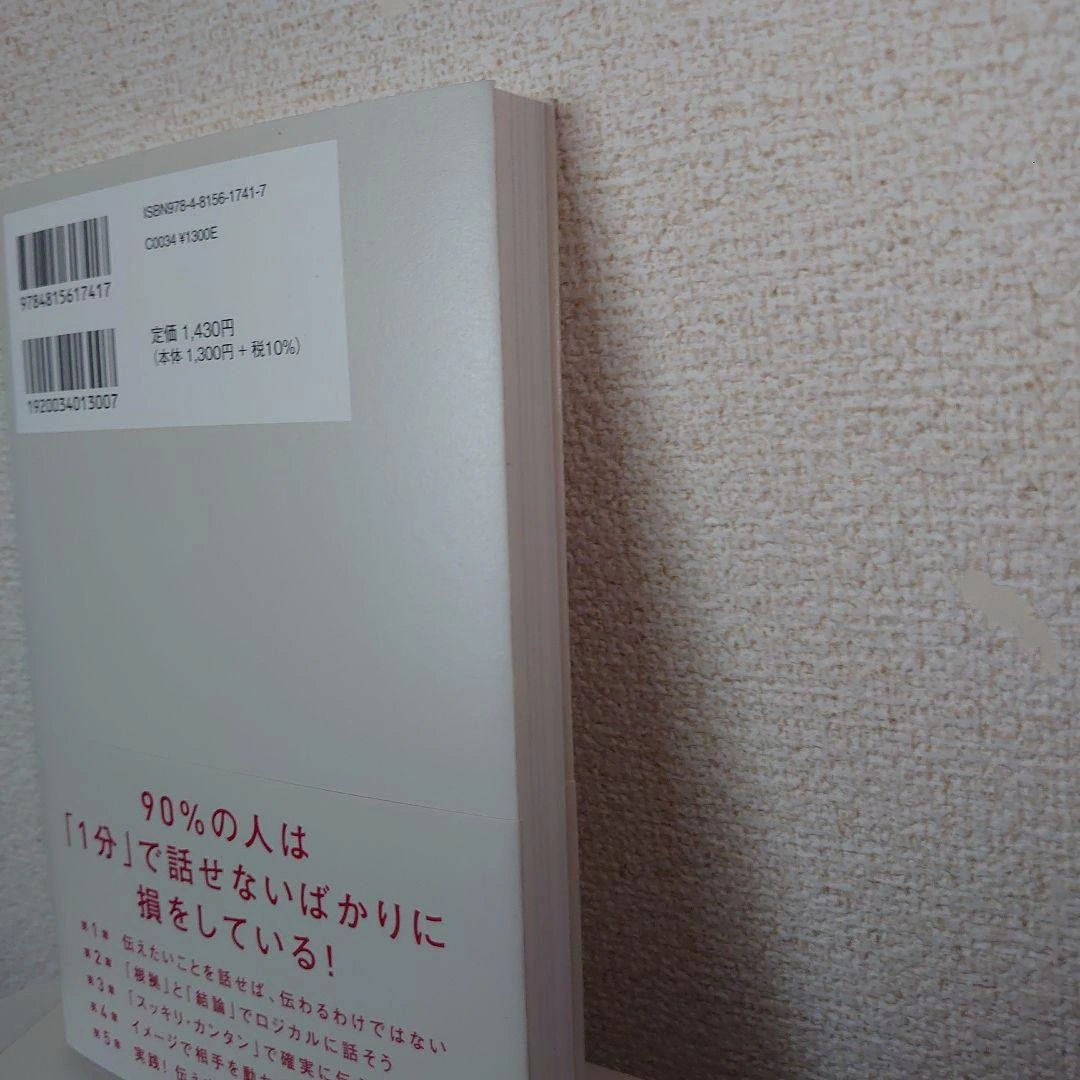 ISBN978-4-8156-1741-7
C0034 ¥1300E
9784815617417
定価 1,430円
(本体 1,300円 + 税10%)
1920034013007
90%の人は
「1分」で話せないばかりに
損をしている!
第1章 伝えたいことを話せば、伝わるわけではない
第2章 「根拠」と「結論」でロジカルに話そう
第3章 「スッキリ・カンタン」で確実に伝
第4章 イメージで相手を動か
第5章 実践! 伝え